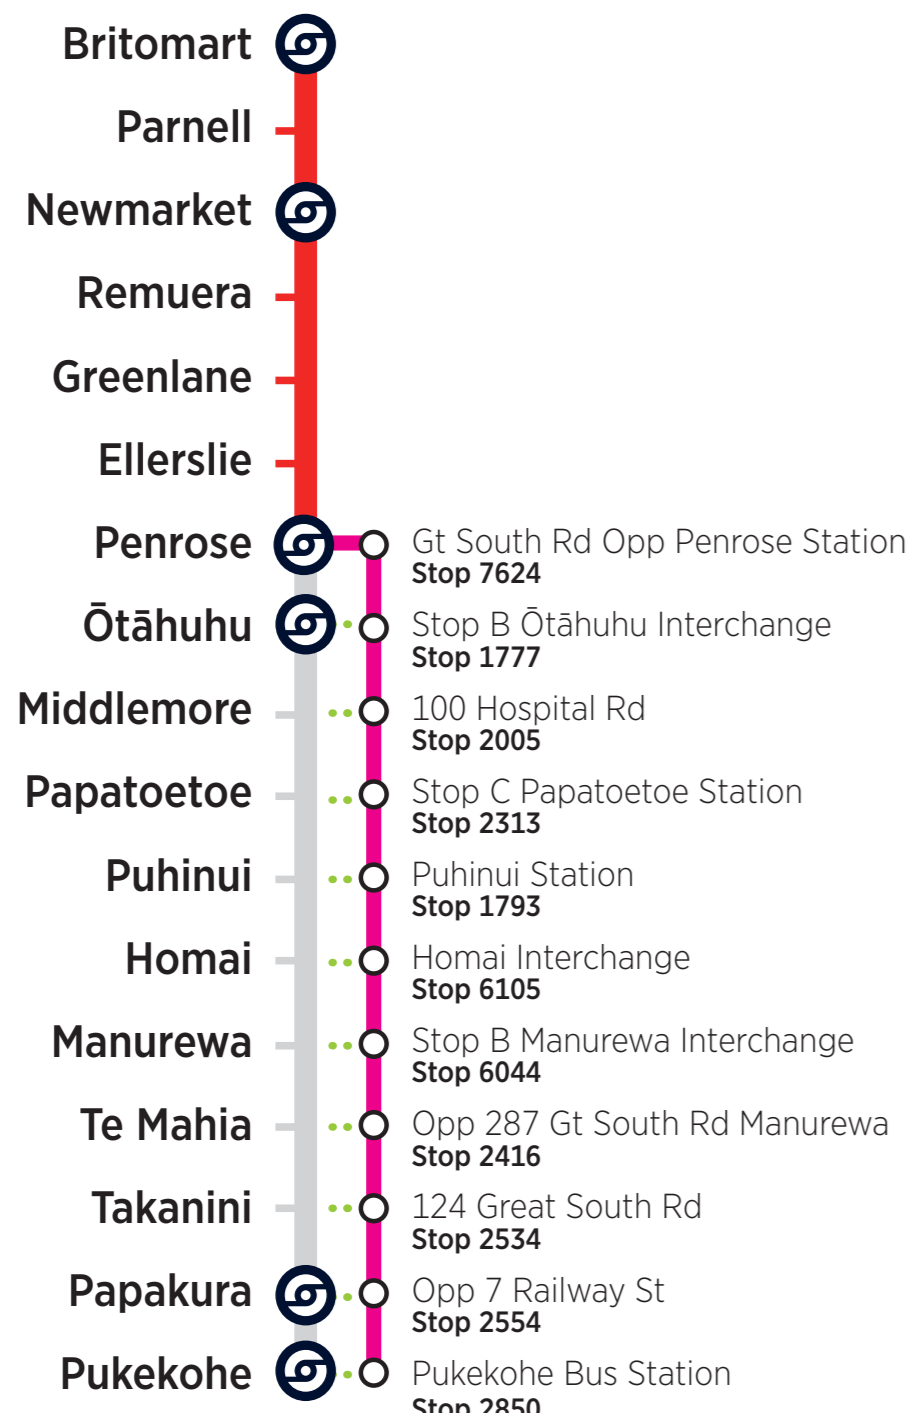 Britomart
Parnell
Newmarket
Remuera
Greenlane
Ellerslie
Penrose
Gt South Rd Opp Penrose Station
Stop 7624
Ōtāhuhu
Stop B Ōtāhuhu Interchange
Stop 1777
Middlemore
100 Hospital Rd
Stop 2005
Papatoetoe
Stop C Papatoetoe Station
Stop 2313
Puhinui
Puhinui Station
Stop 1793
Homai
Homai Interchange
Stop 6105
Manurewa
Stop B Manurewa Interchange
Stop 6044
Te Mahia
Opp 287 Gt South Rd Manurewa
Stop 2416
Takanini
124 Great South Rd
Stop 2534
Papakura
Opp 7 Railway St
Stop 2554
Pukekohe
Pukekohe Bus Station
Stop 2850